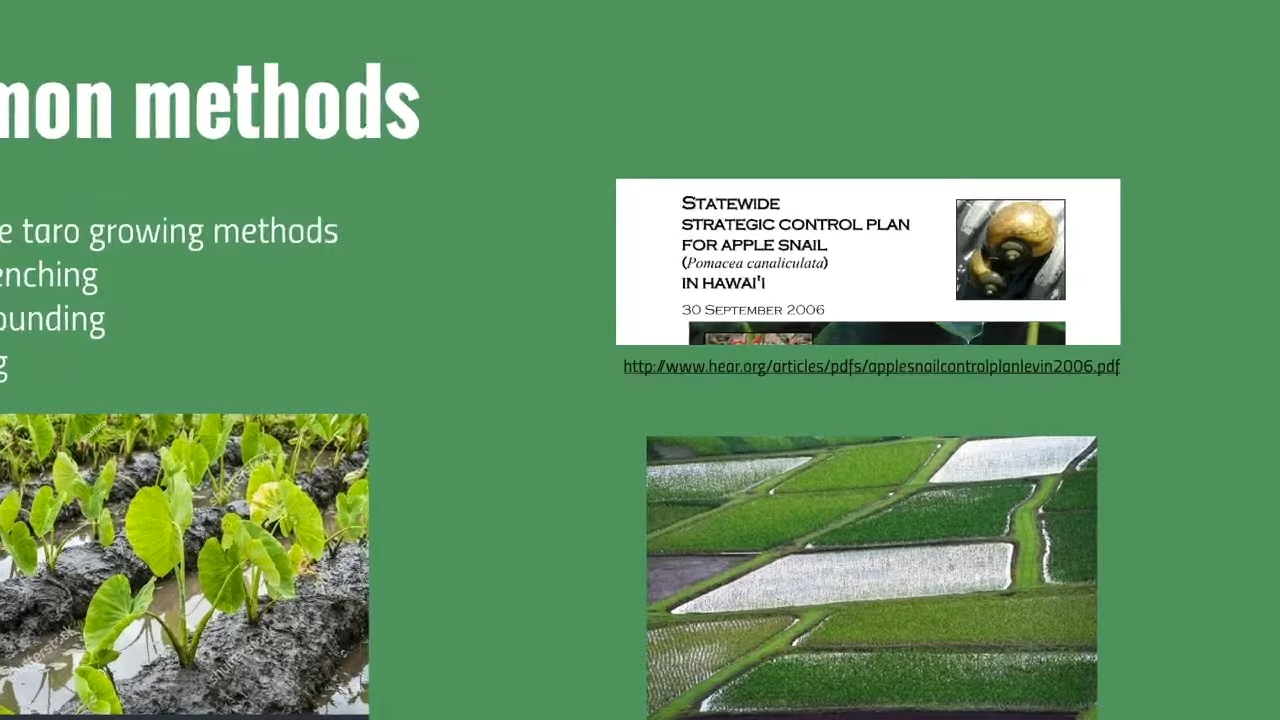 mon methods
e taro growing methods
enching
ounding
g
STATEWIDE
STRATEGIC CONTROL PLAN
FOR APPLE SNAIL
(Pomacea canaliculata)
IN HAWAI'I
30 SEPTEMBER 2006
http://www.hear.org/articles/pdfs/applesnailcontrolplanlevin2006.pdf
shutterstock